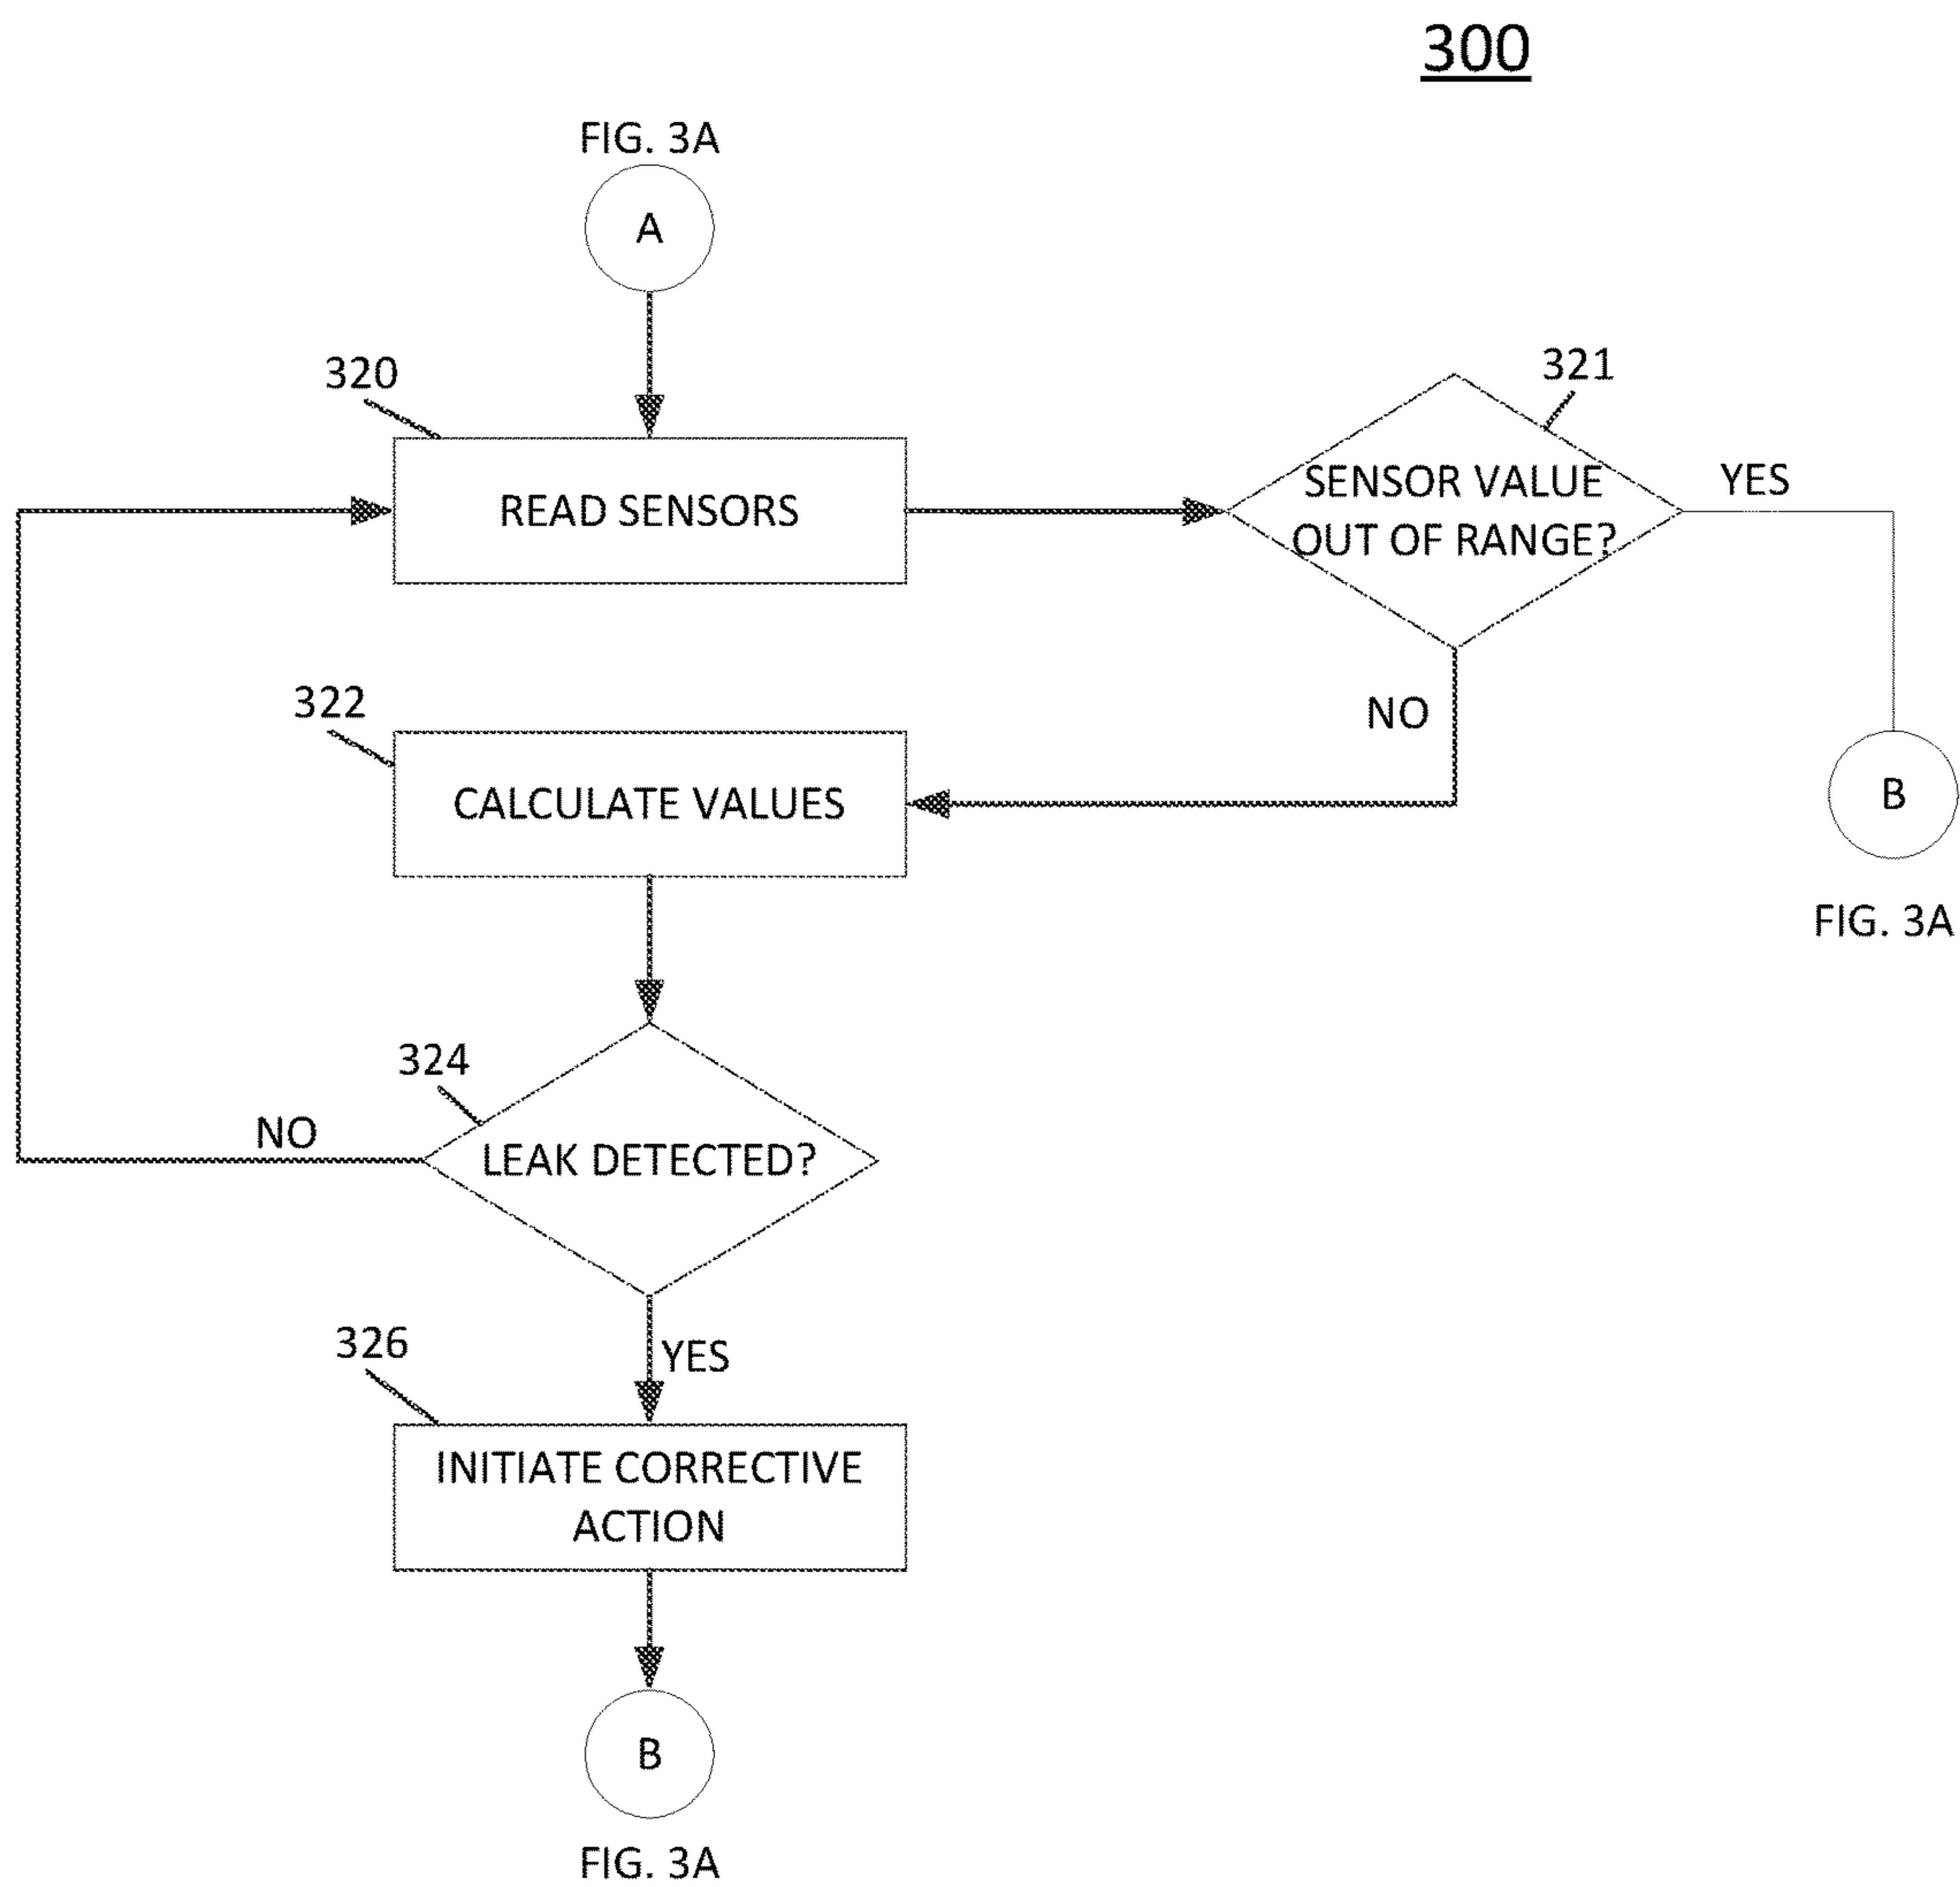 300
FIG. 3A
A
320
321
READ SENSORS
SENSOR VALUE
OUT OF RANGE?
YES
322
NO
CALCULATE VALUES
B
FIG. 3A
324
NO
LEAK DETECTED?
326
YES
INITIATE CORRECTIVE
ACTION
B
FIG. 3A